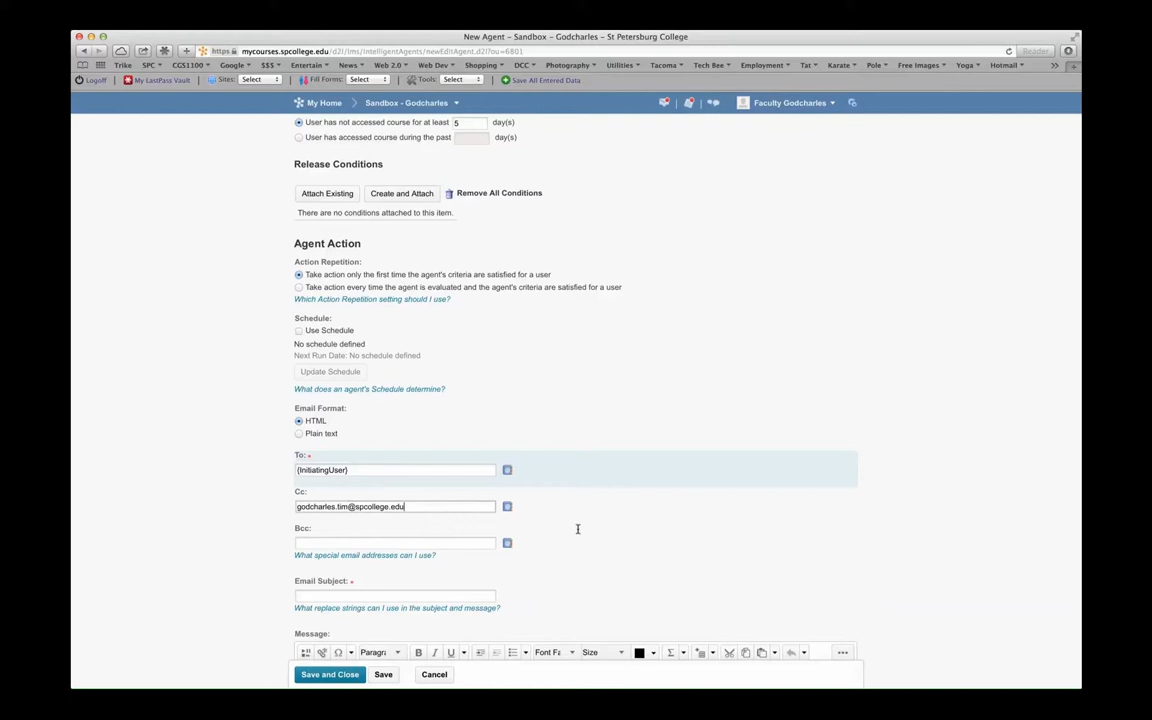 New Agent – Sandbox – Godcharles – St Petersburg College
https mycourses.spcollege.edu/d2l/lms/IntelligentAgents/newEditAgent.d2l?ou=6801 Reader
Apple SPC CGS1100 Google $$$ News Web 2.0 Web Dev Shopping DCC Photography Utilities Tacoma Tech Bee Employment Tat Karate Pole Free Images Yoga Hotmail
Logoff My LastPass Vault Sites: Select Fill Forms: Select Tools: Select Save All Entered Data
My Home Sandbox - Godcharles Faculty Godcharles
User has not accessed course for at least 5 day(s)
User has accessed course during the past day(s)
Release Conditions
Attach Existing Create and Attach Remove All Conditions
There are no conditions attached to this item.
Agent Action
Action Repetition:
Take action only the first time the agent's criteria are satisfied for a user
Take action every time the agent is evaluated and the agent's criteria are satisfied for a user
Which Action Repetition setting should I use?
Schedule:
Use Schedule
No schedule defined
Next Run Date: No schedule defined
Update Schedule
What does an agent's Schedule determine?
Email Format:
HTML
Plain text
To: *
{InitiatingUser}
Cc:
godcharles.tim@spcollege.edu
Bcc:
What special email addresses can I use?
Email Subject: *
What replace strings can I use in the subject and message?
Message:
Paragra B I U Font Fa Size Σ
Save and Close Save Cancel